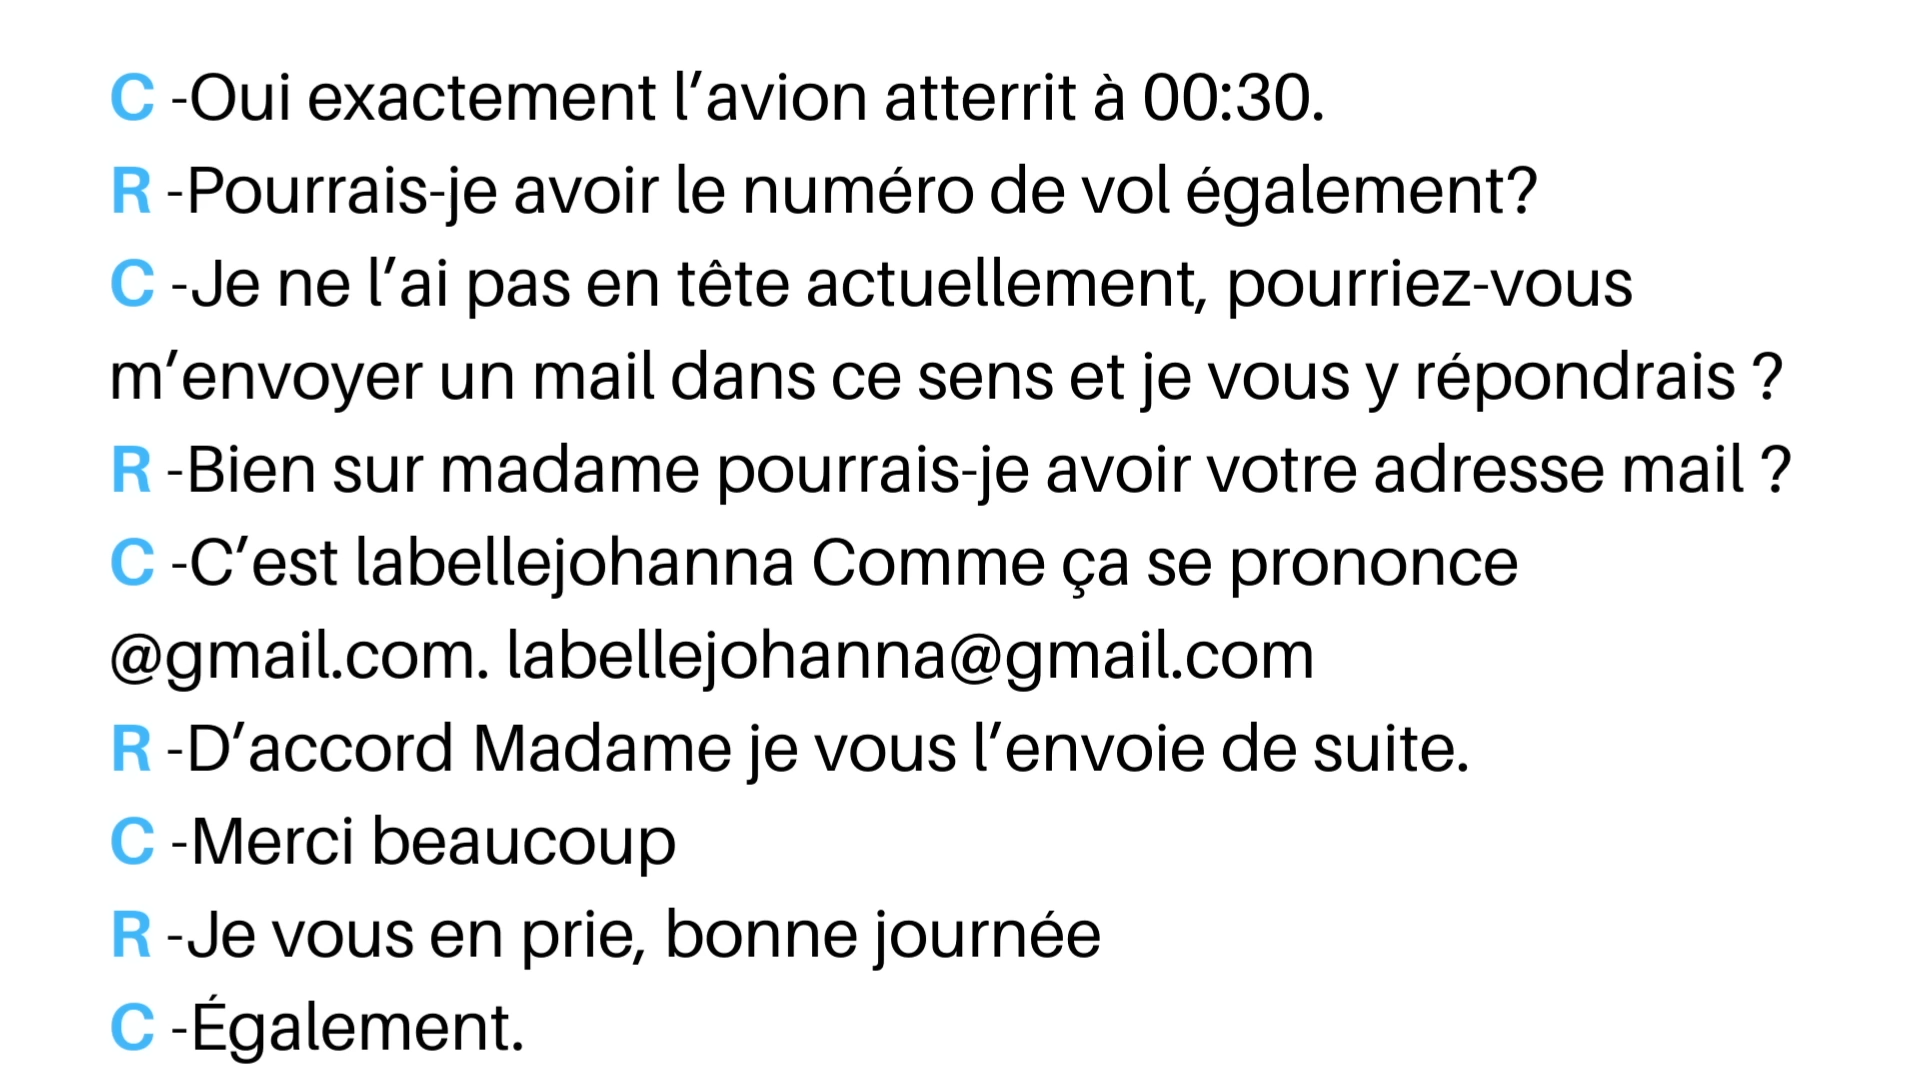 C -Oui exactement l’avion atterrit à 00:30.
R -Pourrais-je avoir le numéro de vol également?
C -Je ne l’ai pas en tête actuellement, pourriez-vous
m’envoyer un mail dans ce sens et je vous y répondrais ?
R -Bien sur madame pourrais-je avoir votre adresse mail ?
C -C’est labellejohanna Comme ça se prononce
@gmail.com. labellejohanna@gmail.com
R -D’accord Madame je vous l’envoie de suite.
C -Merci beaucoup
R -Je vous en prie, bonne journée
C -Également.